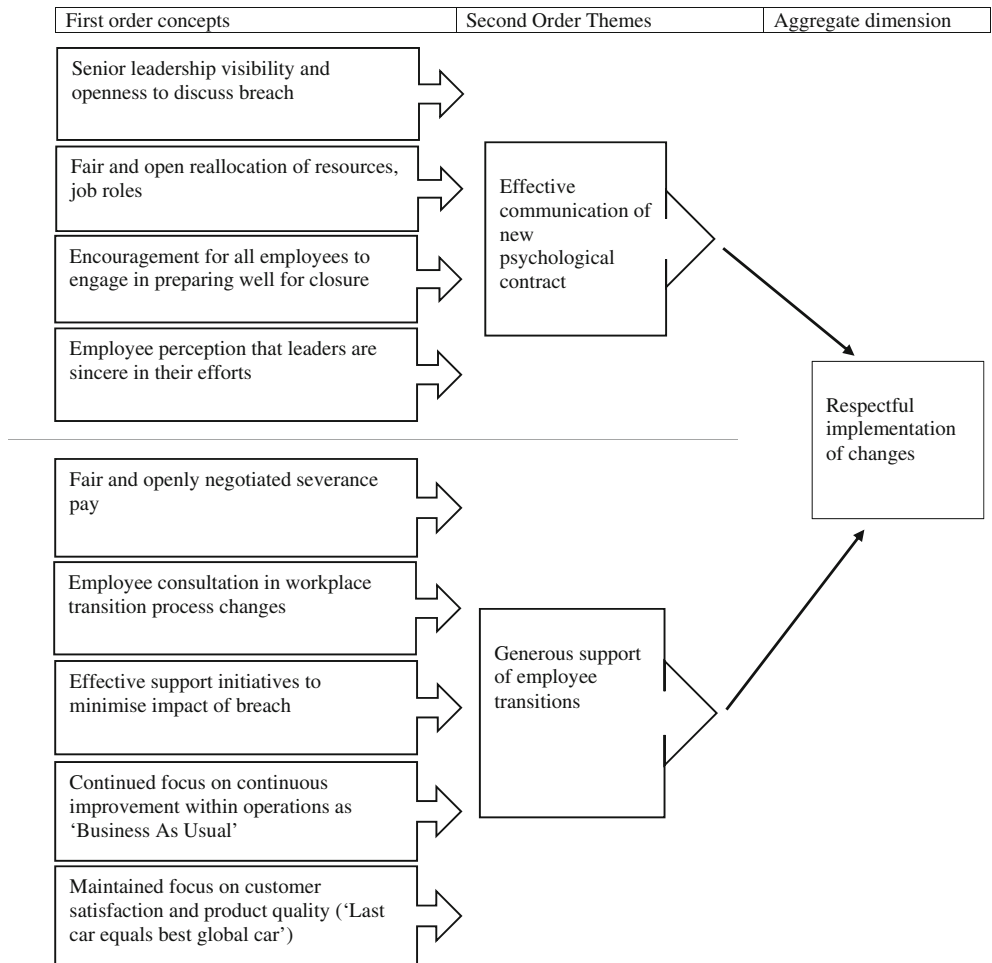 First order concepts
Second Order Themes
Aggregate dimension
Senior leadership visibility and
openness to discuss breach
Fair and open reallocation of resources,
job roles
Encouragement for all employees to
engage in preparing well for closure
Employee perception that leaders are
sincere in their efforts
Effective
communication of
new
psychological
contract
Fair and openly negotiated severance
pay
Employee consultation in workplace
transition process changes
Effective support initiatives to
minimise impact of breach
Continued focus on continuous
improvement within operations as
‘Business As Usual’
Maintained focus on customer
satisfaction and product quality (‘Last
car equals best global car’)
Generous support
of employee
transitions
Respectful
implementation
of changes